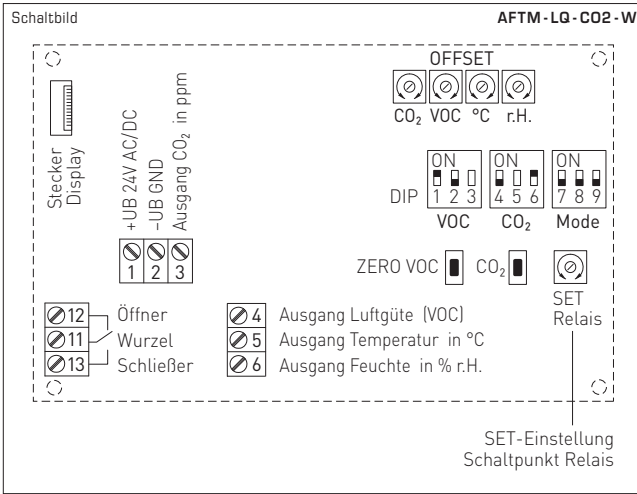 Schaltbild
AFTM-LQ-CO2-W
OFFSET
CO₂ VOC °C r.H.
Stecker
Display
+UB 24V AC/DC
–UB GND
Ausgang CO₂ in ppm
1 2 3
DIP
ON ON ON
1 2 3 4 5 6 7 8 9
VOC CO₂ Mode
ZERO VOC CO₂
SET
Relais
12 Öffner
11 Wurzel
13 Schließer
4 Ausgang Luftgüte (VOC)
5 Ausgang Temperatur in °C
6 Ausgang Feuchte in % r.H.
SET-Einstellung
Schaltpunkt Relais